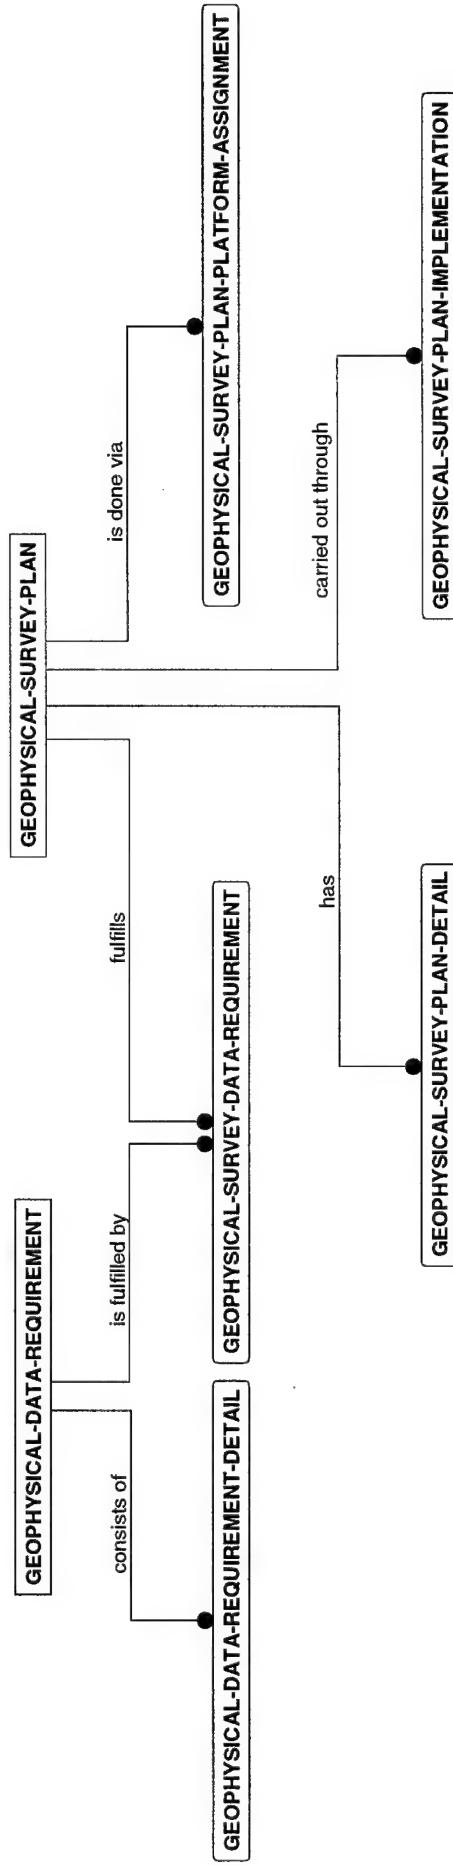 GEOPHYSICAL-DATA-REQUIREMENT
GEOPHYSICAL-SURVEY-PLAN
consists of
is fulfilled by
fulfills
is done via
GEOPHYSICAL-DATA-REQUIREMENT-DETAIL
GEOPHYSICAL-SURVEY-DATA-REQUIREMENT
GEOPHYSICAL-SURVEY-PLAN-PLATFORM-ASSIGNMENT
has
carried out through
GEOPHYSICAL-SURVEY-PLAN-DETAIL
GEOPHYSICAL-SURVEY-PLAN-IMPLEMENTATION